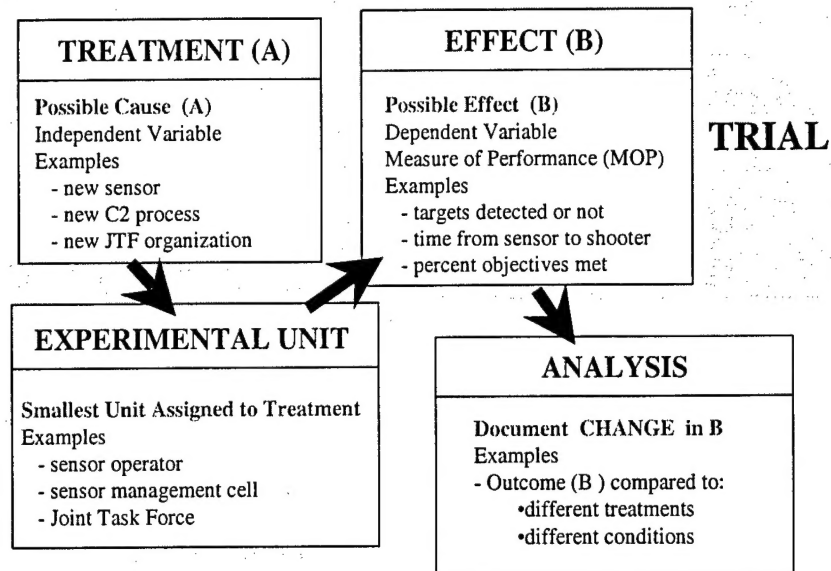 TREATMENT (A)
Possible Cause (A)
Independent Variable
Examples
- new sensor
- new C2 process
- new JTF organization
EFFECT (B)
Possible Effect (B)
Dependent Variable
Measure of Performance (MOP)
Examples
- targets detected or not
- time from sensor to shooter
- percent objectives met
TRIAL
EXPERIMENTAL UNIT
Smallest Unit Assigned to Treatment
Examples
- sensor operator
- sensor management cell
- Joint Task Force
ANALYSIS
Document CHANGE in B
Examples
- Outcome (B ) compared to:
•different treatments
•different conditions